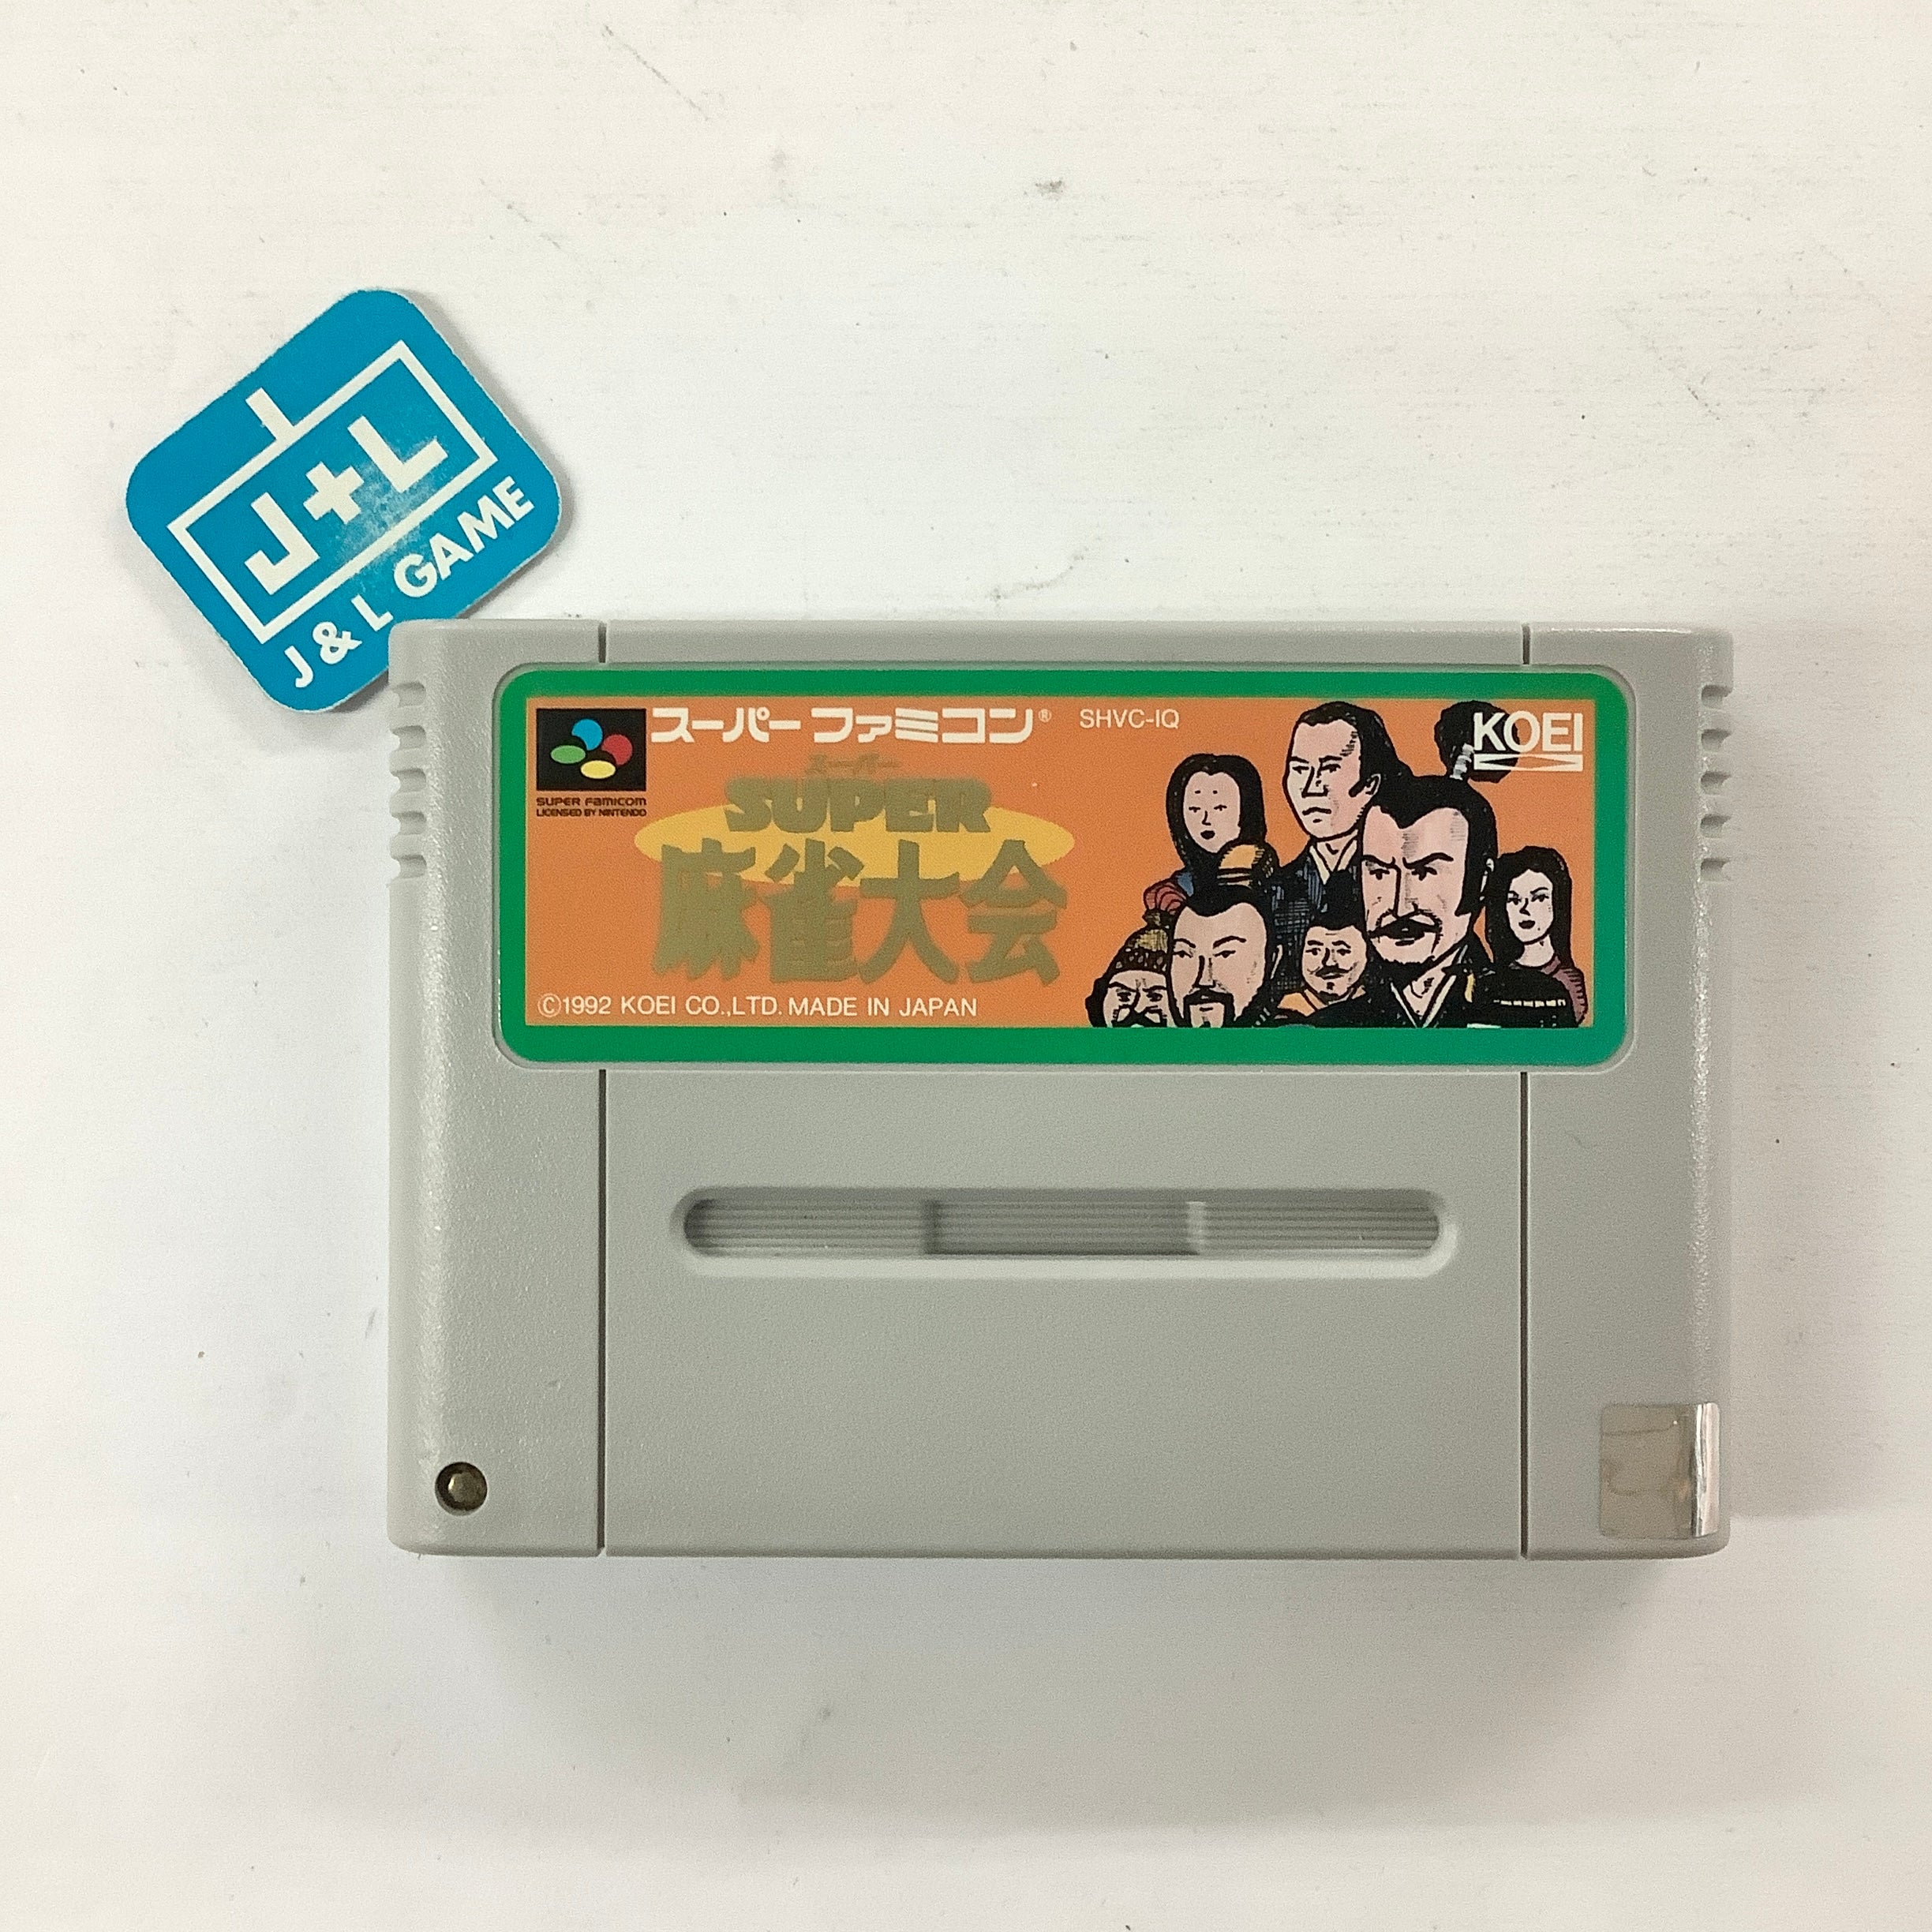 J+L
J & L GAME
スーパーファミコン® SHVC-IQ
KOEI
SUPER FAMICOM
LICENSED BY NINTENDO
スーパー
SUPER
麻雀大会
©1992 KOEI CO.,LTD. MADE IN JAPAN